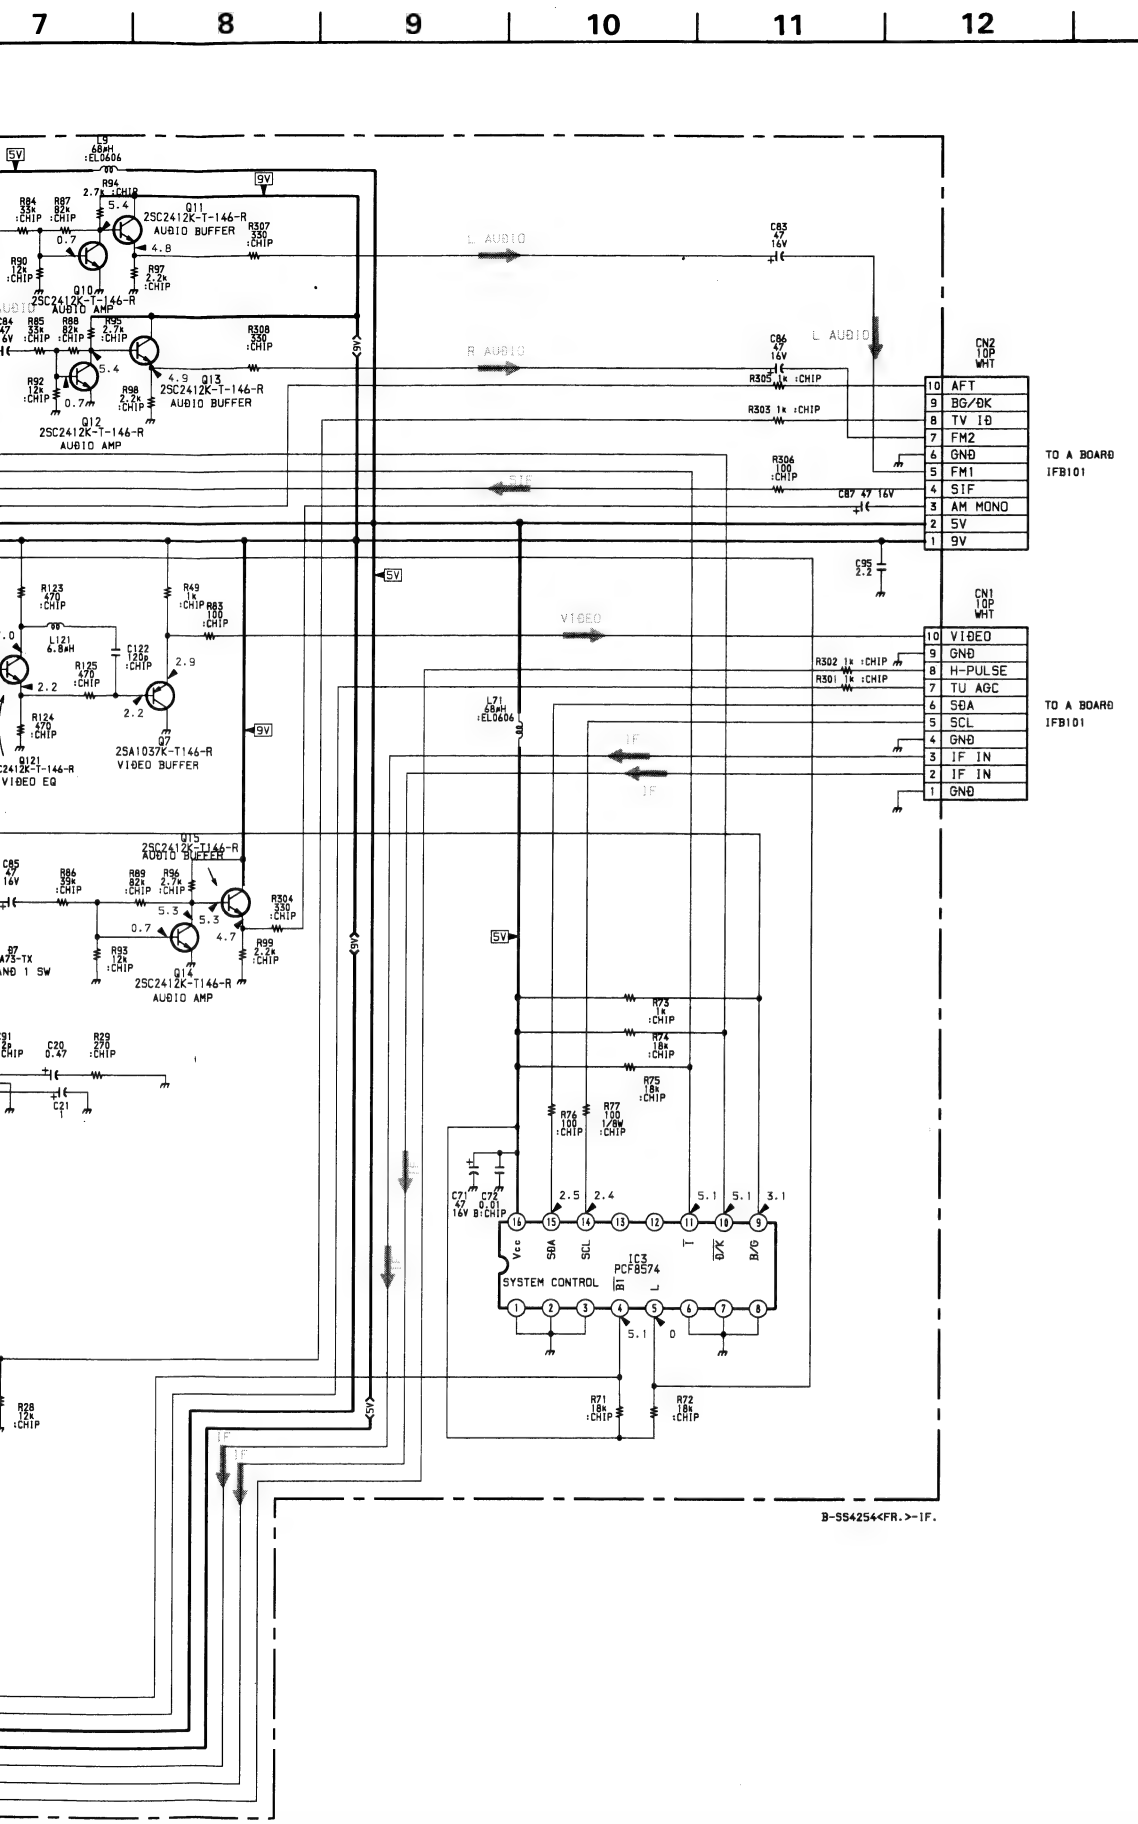 7 8 9 10 11 12
L9
68µH
:EL0606
5V
R94
2.7k :CHIP
9V
R84
33k
:CHIP
R87
82k
:CHIP
5.4
Q11
2SC2412K-T-146-R
AUDIO BUFFER
R307
330
:CHIP
0.7
4.8
L AUDIO
C83
47
16V
R90
12k
:CHIP
R97
2.2k
:CHIP
Q10
2SC2412K-T-146-R
AUDIO AMP
R85
33k
:CHIP
R88
82k
:CHIP
R95
2.7k
:CHIP
R308
330
:CHIP
9V
R AUDIO
C86
47
16V
L AUDIO
5.4
R92
12k
:CHIP
0.7
R98
2.2k
:CHIP
4.9
Q13
2SC2412K-T-146-R
AUDIO BUFFER
Q12
2SC2412K-T-146-R
AUDIO AMP
R305 1k :CHIP
R303 1k :CHIP
R306
100
:CHIP
SIF
C87 47 16V
CN2
10P
WHT
10 AFT
9 BG/DK
8 TV ID
7 FM2
6 GND
5 FM1
4 SIF
3 AM MONO
2 5V
1 9V
TO A BOARD
IFB101
C95
2.2
5V
R123
470
:CHIP
R49
1k
:CHIP
R83
100
:CHIP
L121
6.8µH
C122
120p
:CHIP
R125
470
:CHIP
2.9
2.2
2.2
R124
470
:CHIP
Q7
2SA1037K-T146-R
VIDEO BUFFER
9V
Q121
C2412K-T-146-R
VIDEO EQ
VIDEO
CN1
10P
WHT
R302 1k :CHIP
R301 1k :CHIP
10 VIDEO
9 GND
8 H-PULSE
7 TU AGC
6 SDA
5 SCL
4 GND
3 IF IN
2 IF IN
1 GND
TO A BOARD
IFB101
L71
68µH
:EL0606
IF
IF
Q15
2SC2412K-T146-R
AUDIO BUFFER
C85
47
16V
R86
39k
:CHIP
R89
82k
:CHIP
R96
2.7k
:CHIP
R304
330
:CHIP
5.3
5.3
0.7
4.7
R93
12k
:CHIP
R99
2.2k
:CHIP
Q14
2SC2412K-T146-R
AUDIO AMP
D7
A73-TX
AND 1 SW
9V
5V
C20
0.47
R29
270
:CHIP
C21
1
R73
1k
:CHIP
R74
18k
:CHIP
R75
18k
:CHIP
R76
100
:CHIP
R77
100
1/8W
:CHIP
C71
47
16V
C72
0.01
B:CHIP
2.5 2.4 5.1 5.1 3.1
16 15 14 13 12 11 10 9
Vcc SDA SCL I D/K B/G
IC3
PCF8574
SYSTEM CONTROL
B1 L
1 2 3 4 5 6 7 8
5.1 0
R71
18k
:CHIP
R72
18k
:CHIP
5V
R28
12k
:CHIP
IF
IF
B-SS4254<FR.>-IF.